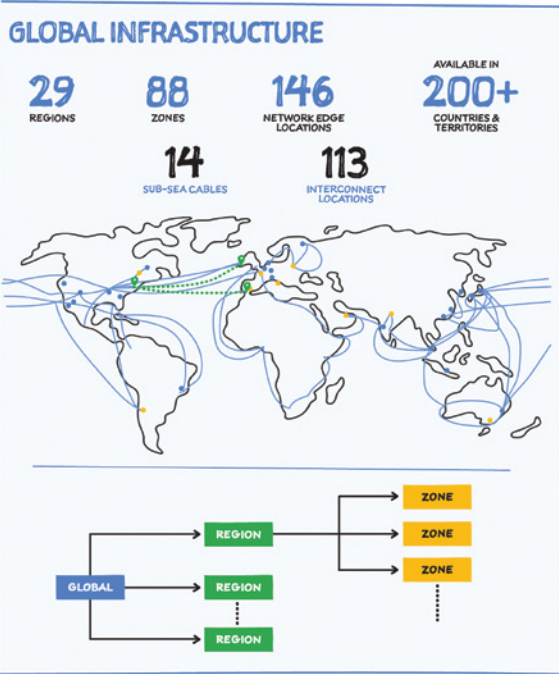 GLOBAL INFRASTRUCTURE
29
REGIONS
88
ZONES
146
NETWORK EDGE
LOCATIONS
AVAILABLE IN
200+
COUNTRIES &
TERRITORIES
14
SUB-SEA CABLES
113
INTERCONNECT
LOCATIONS
GLOBAL
REGION
REGION
REGION
ZONE
ZONE
ZONE